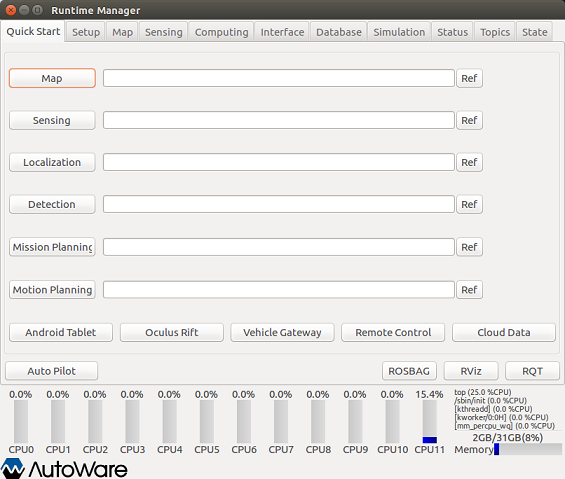 Runtime Manager
Quick Start Setup Map Sensing Computing Interface Database Simulation Status Topics State
Map Ref
Sensing Ref
Localization Ref
Detection Ref
Mission Planning Ref
Motion Planning Ref
Android Tablet Oculus Rift Vehicle Gateway Remote Control Cloud Data
Auto Pilot ROSBAG RViz RQT
0.0% 0.0% 0.0% 0.0% 0.0% 0.0% 0.0% 0.0% 0.0% 0.0% 0.0% 15.4%
CPU0 CPU1 CPU2 CPU3 CPU4 CPU5 CPU6 CPU7 CPU8 CPU9 CPU10 CPU11
top (25.0 %CPU)
/sbin/init (0.0 %CPU)
[kthreadd] (0.0 %CPU)
[kworker/0:0H] (0.0 %CPU)
[mm_percpu_wq] (0.0 %CPU)
2GB/31GB(8%)
Memory
AutoWare